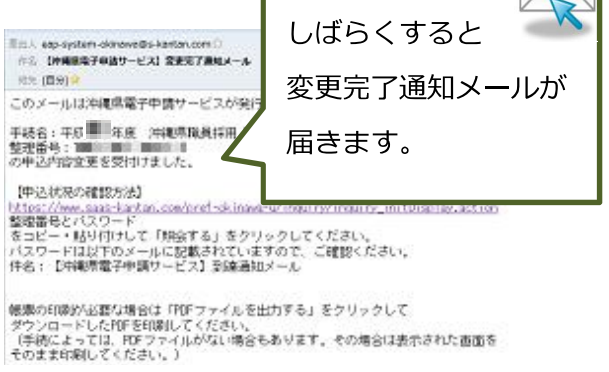 しばらくすると
変更完了通知メールが
届きます。
差出人 eap-system-okinawa@s-kantan.com
件名 【沖縄県電子申請サービス】変更完了通知メール
宛先 (自分)
このメールは沖縄県電子申請サービスが発行
手続名:平成 年度 沖縄県職員採用
整理番号:
の申込内容変更を受付けました。
【申込状況の確認方法】
https://www.saas-kantan.com/pref-okinawa-u/inquiry/inquiry_initDisplay.action
整理番号とパスワード
をコピー・貼り付けして「照会する」をクリックしてください。
パスワードは以下のメールに記載されていますので、ご確認ください。
件名:【沖縄県電子申請サービス】到達通知メール
帳票の印刷が必要な場合は「PDFファイルを出力する」をクリックして
ダウンロードしたPDFを印刷してください。
(手続によっては、PDFファイルがない場合もあります。その場合は表示された画面を
そのまま印刷してください。)